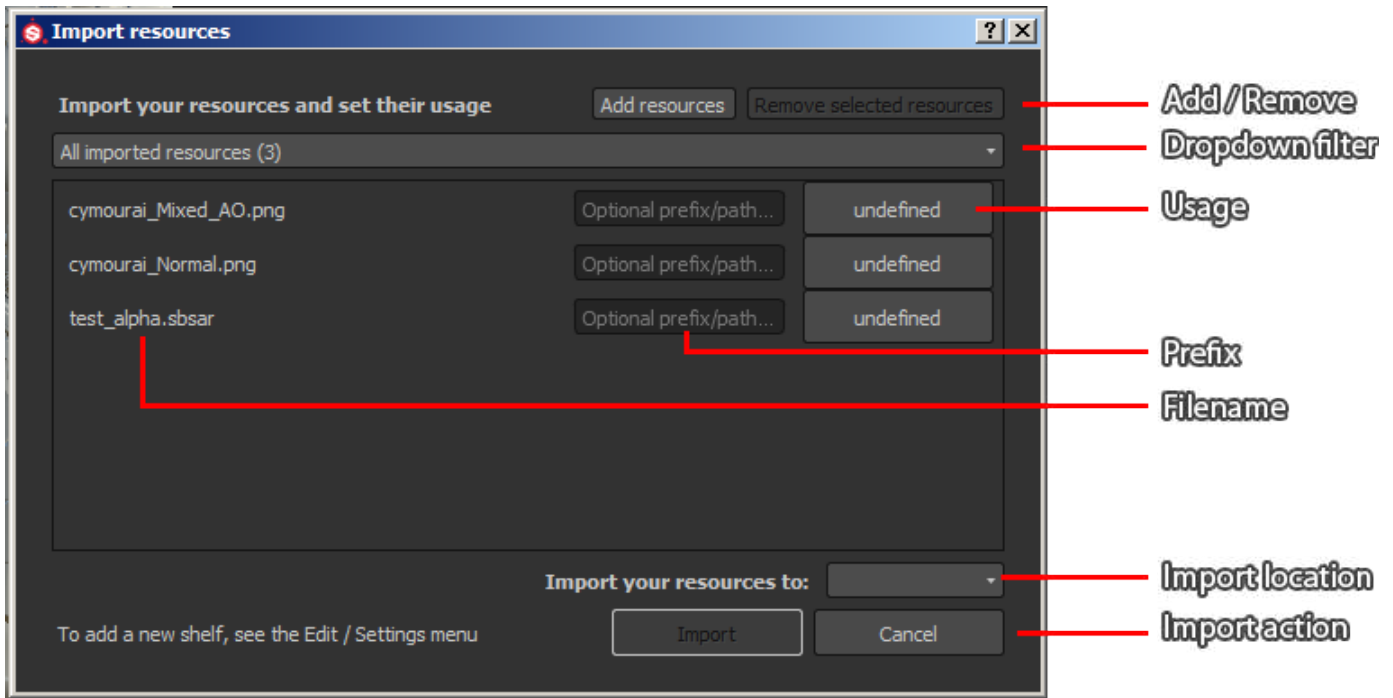 Import resources
Import your resources and set their usage
Add resources
Remove selected resources
Add / Remove
All imported resources (3)
Dropdown filter
cymourai_Mixed_AO.png
Optional prefix/path...
undefined
Usage
cymourai_Normal.png
Optional prefix/path...
undefined
test_alpha.sbsar
Optional prefix/path...
undefined
Prefix
Filename
Import your resources to:
Import location
To add a new shelf, see the Edit / Settings menu
Import
Cancel
Import action